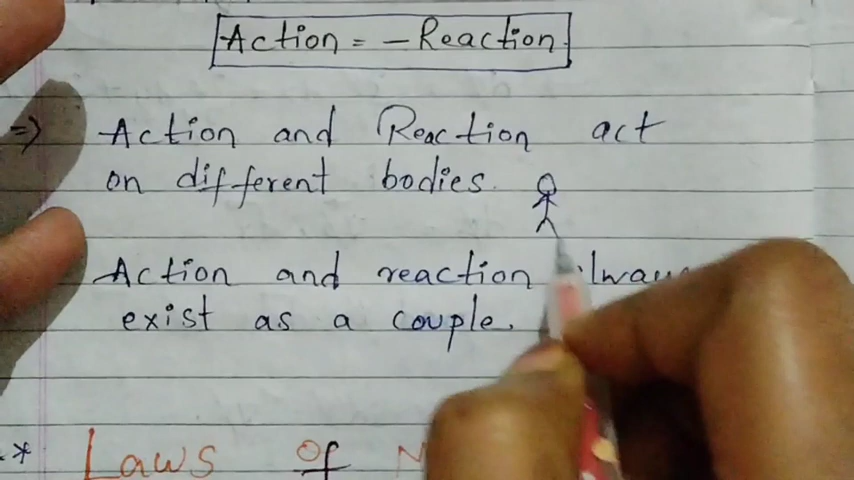 Action = -Reaction
=> Action and Reaction act
on different bodies.
Action and reaction
exist as a couple.
* Laws of